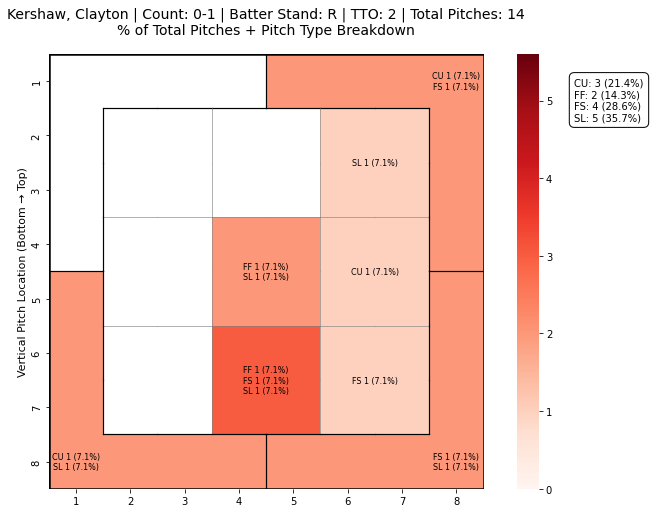 Kershaw, Clayton | Count: 0-1 | Batter Stand: R | TTO: 2 | Total Pitches: 14
% of Total Pitches + Pitch Type Breakdown
Vertical Pitch Location (Bottom → Top)
1
2
3
4
5
6
7
8
CU 1 (7.1%)
FS 1 (7.1%)
SL 1 (7.1%)
FF 1 (7.1%)
SL 1 (7.1%)
CU 1 (7.1%)
FF 1 (7.1%)
FS 1 (7.1%)
SL 1 (7.1%)
FS 1 (7.1%)
CU 1 (7.1%)
SL 1 (7.1%)
FS 1 (7.1%)
SL 1 (7.1%)
1
2
3
4
5
6
7
8
5
4
3
2
1
0
CU: 3 (21.4%)
FF: 2 (14.3%)
FS: 4 (28.6%)
SL: 5 (35.7%)